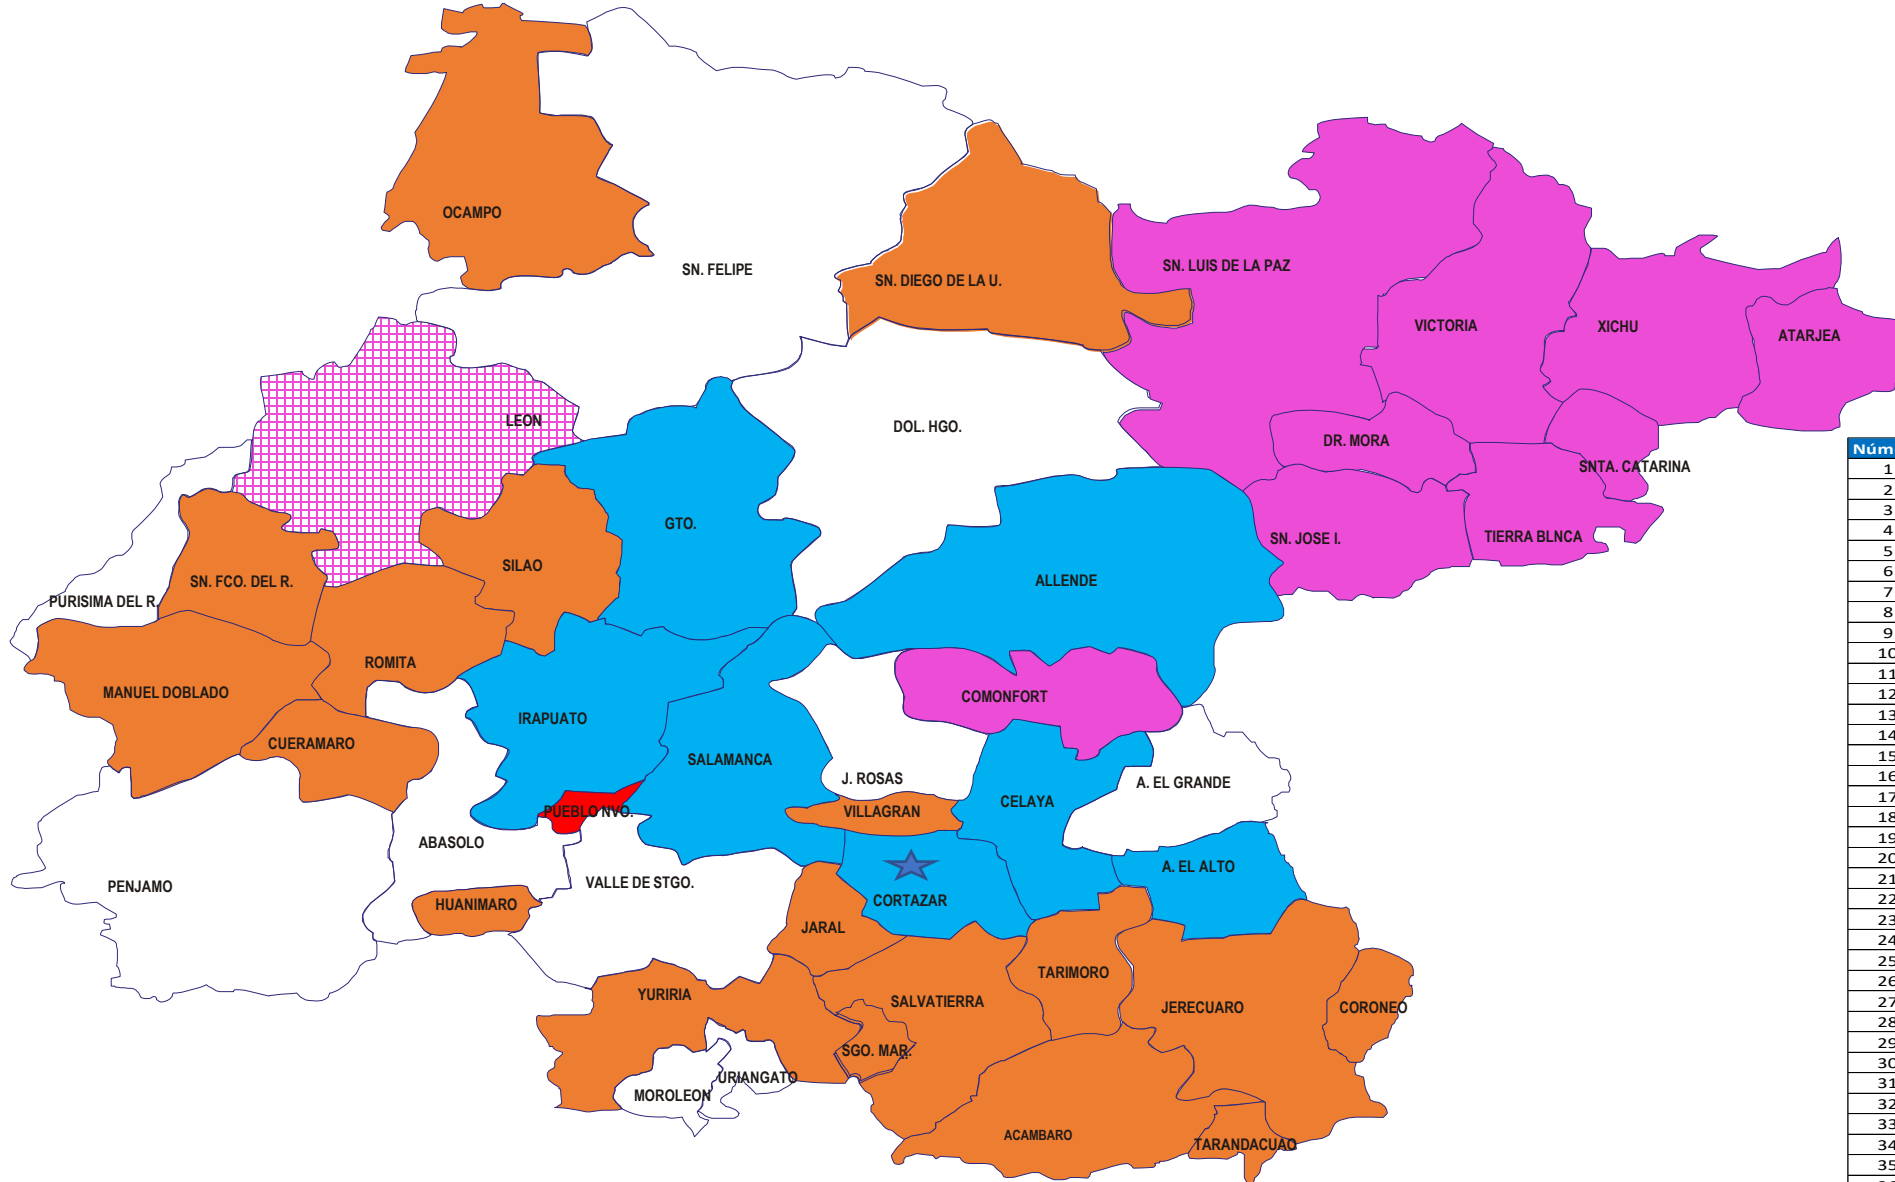 OCAMPO
SN. FELIPE
SN. DIEGO DE LA U.
SN. LUIS DE LA PAZ
VICTORIA
XICHU
ATARJEA
LEON
DOL. HGO.
DR. MORA
SNTA. CATARINA
GTO.
SN. JOSE I.
TIERRA BLNCA
SILAO
ALLENDE
SN. FCO. DEL R.
PURISIMA DEL R.
ROMITA
MANUEL DOBLADO
COMONFORT
IRAPUATO
CUERAMARO
SALAMANCA
J. ROSAS
A. EL GRANDE
CELAYA
PUEBLO NVO.
VILLAGRAN
ABASOLO
A. EL ALTO
PENJAMO
VALLE DE STGO.
HUANIMARO
CORTAZAR
JARAL
TARIMORO
YURIRIA
SALVATIERRA
JERECUARO
CORONEO
SGO. MAR.
URIANGATO
MOROLEON
ACAMBARO
TARANDACUAO
Núm
1
2
3
4
5
6
7
8
9
10
11
12
13
14
15
16
17
18
19
20
21
22
23
24
25
26
27
28
29
30
31
32
33
34
35